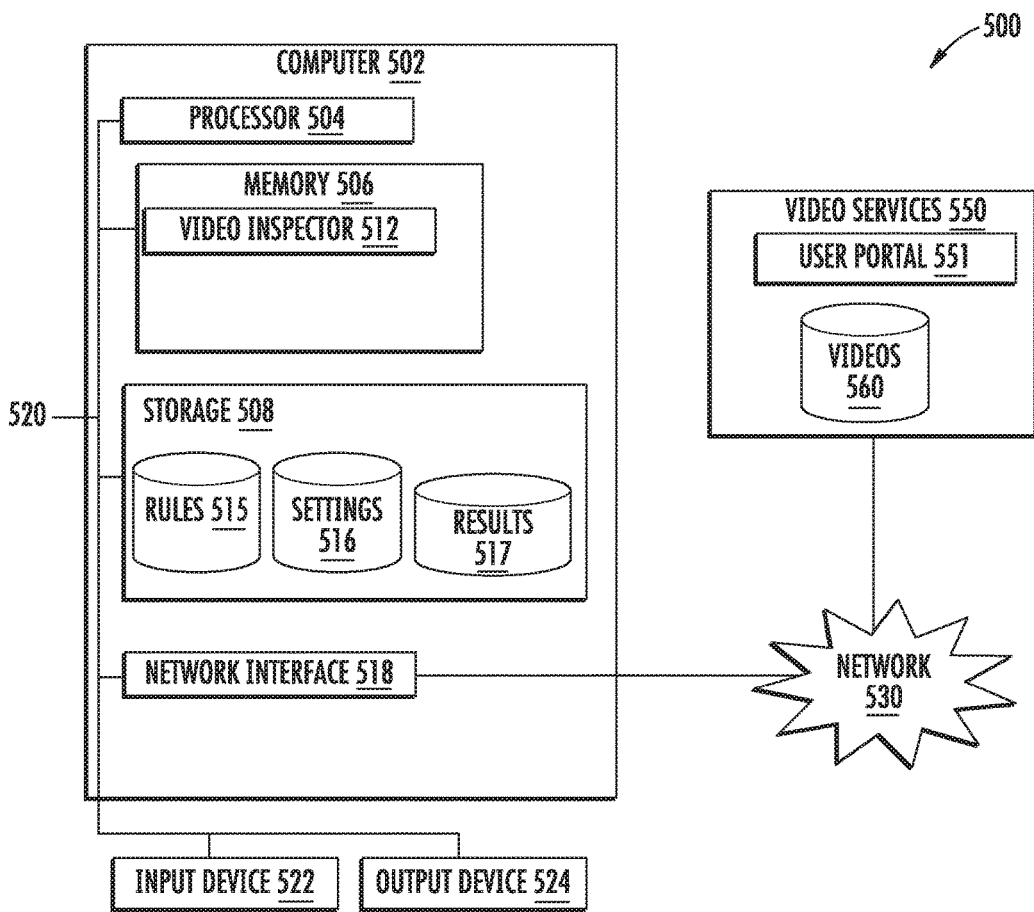 500
COMPUTER 502
PROCESSOR 504
MEMORY 506
VIDEO INSPECTOR 512
520
STORAGE 508
RULES 515
SETTINGS
516
RESULTS
517
NETWORK INTERFACE 518
INPUT DEVICE 522
OUTPUT DEVICE 524
VIDEO SERVICES 550
USER PORTAL 551
VIDEOS
560
NETWORK
530